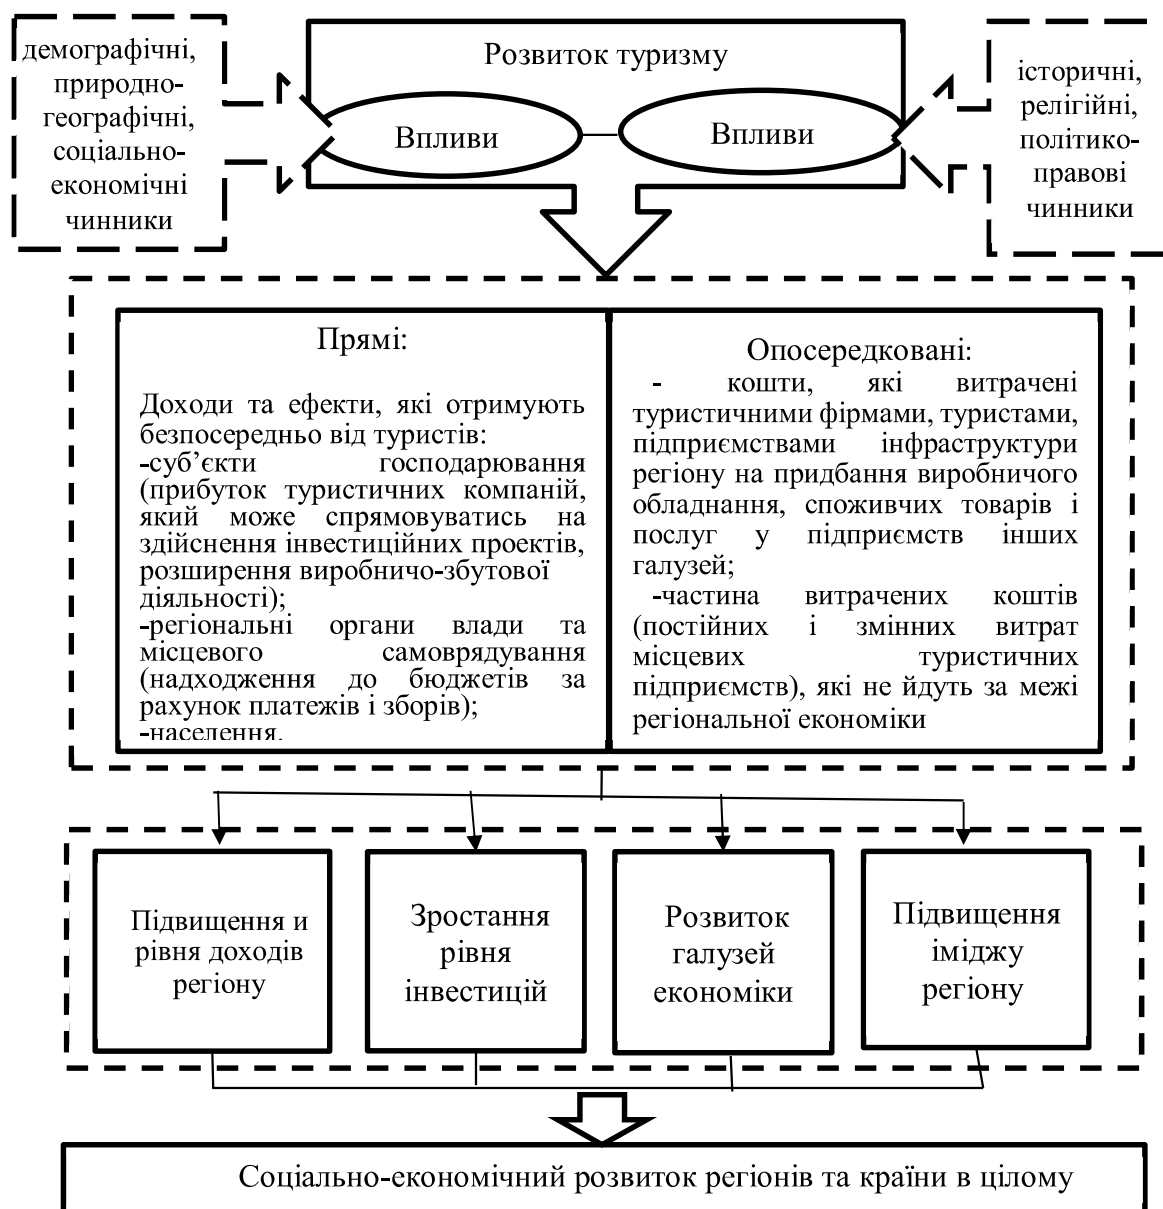 демографічні,
природно-
географічні,
соціально-
економічні
чинники
Розвиток туризму
Впливи
Впливи
історичні,
релігійні,
політико-
правові
чинники
Прямі:
Доходи та ефекти, які отримують
безпосередньо від туристів:
-суб’єкти господарювання
(прибуток туристичних компаній,
який може спрямовуватись на
здійснення інвестиційних проектів,
розширення виробничо-збутової
діяльності);
-регіональні органи влади та
місцевого самоврядування
(надходження до бюджетів за
рахунок платежів і зборів);
-населення.
Опосередковані:
- кошти, які витрачені
туристичними фірмами, туристами,
підприємствами інфраструктури
регіону на придбання виробничого
обладнання, споживчих товарів і
послуг у підприємств інших
галузей;
-частина витрачених коштів
(постійних і змінних витрат
місцевих туристичних
підприємств), які не йдуть за межі
регіональної економіки
Підвищення и
рівня доходів
регіону
Зростання
рівня
інвестицій
Розвиток
галузей
економіки
Підвищення
іміджу
регіону
Соціально-економічний розвиток регіонів та країни в цілому